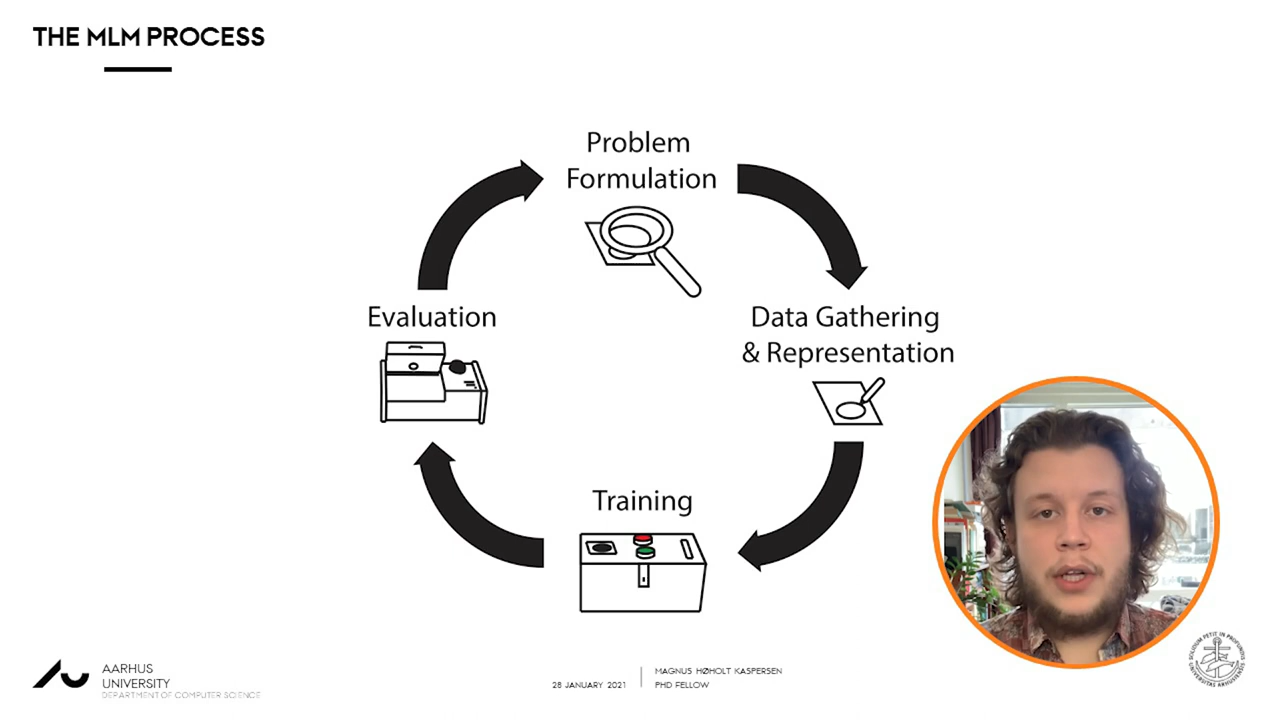 THE MLM PROCESS
Problem
Formulation
Evaluation
Data Gathering
& Representation
Training
AARHUS
UNIVERSITY
DEPARTMENT OF COMPUTER SCIENCE
28 JANUARY 2021
MAGNUS HØHOLT KASPERSEN
PHD FELLOW